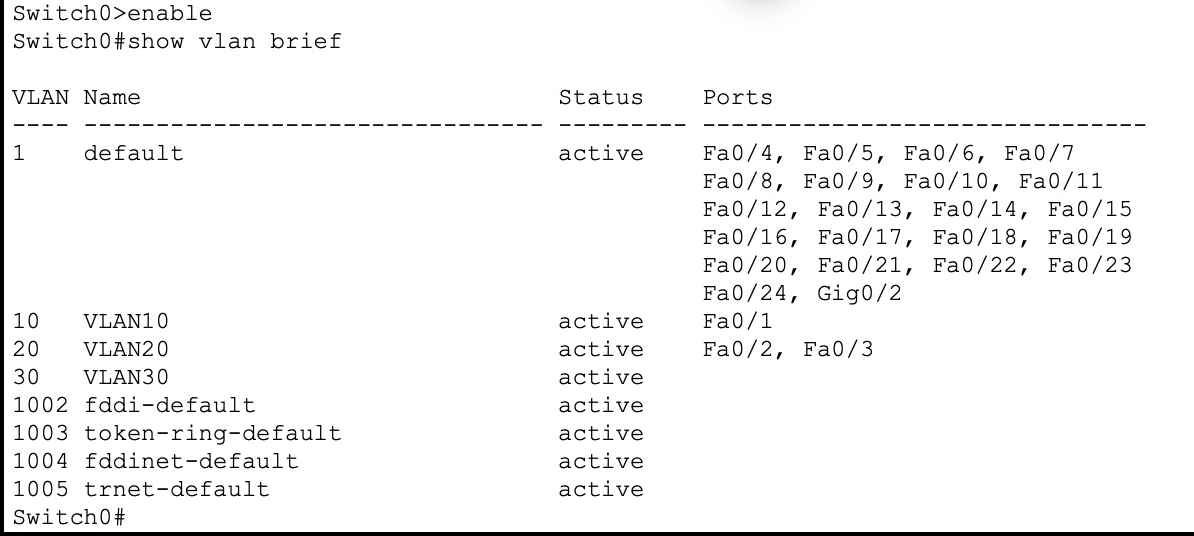 Switch0>enable
Switch0#show vlan brief
VLAN Name                             Status    Ports
---- -------------------------------- --------- -------------------------------
1    default                          active    Fa0/4, Fa0/5, Fa0/6, Fa0/7
                                                Fa0/8, Fa0/9, Fa0/10, Fa0/11
                                                Fa0/12, Fa0/13, Fa0/14, Fa0/15
                                                Fa0/16, Fa0/17, Fa0/18, Fa0/19
                                                Fa0/20, Fa0/21, Fa0/22, Fa0/23
                                                Fa0/24, Gig0/2
10   VLAN10                           active    Fa0/1
20   VLAN20                           active    Fa0/2, Fa0/3
30   VLAN30                           active
1002 fddi-default                     active
1003 token-ring-default               active
1004 fddinet-default                  active
1005 trnet-default                    active
Switch0#